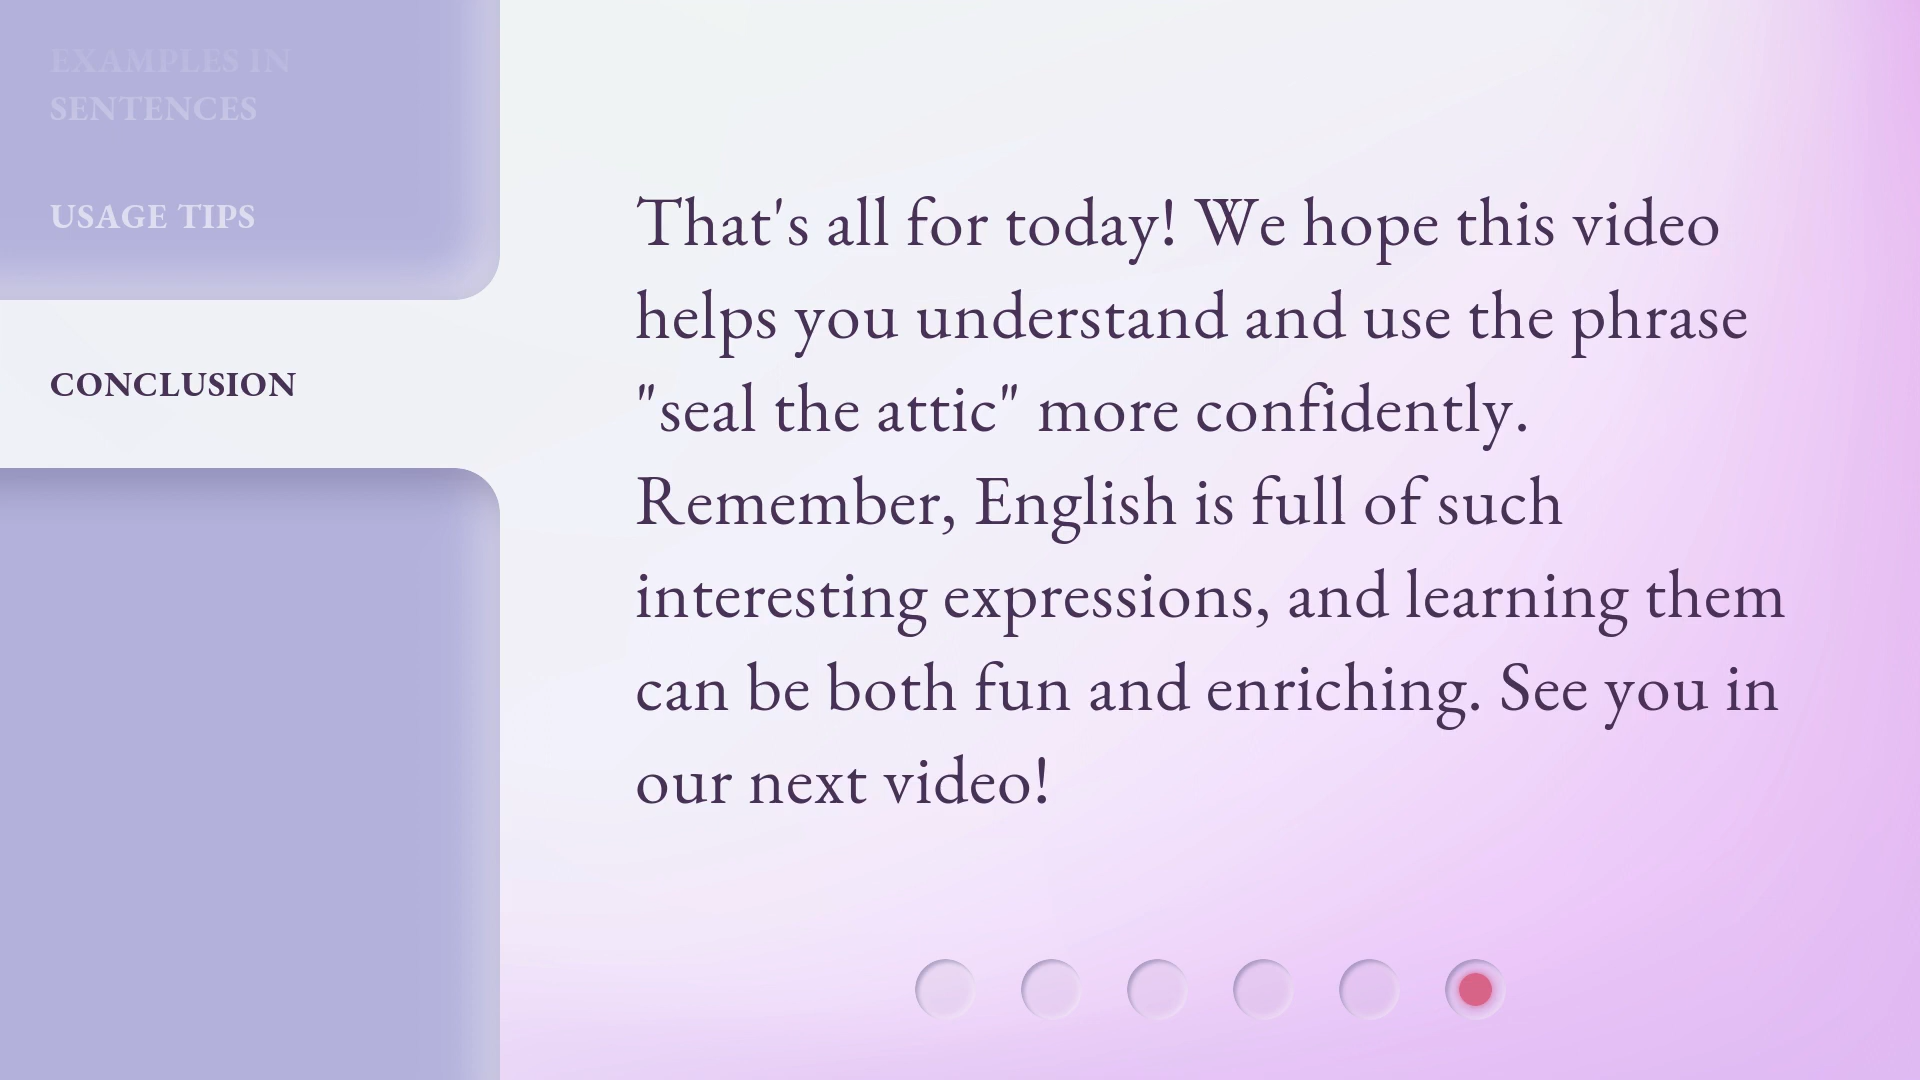 EXAMPLES IN
SENTENCES
USAGE TIPS
CONCLUSION
That's all for today! We hope this video
helps you understand and use the phrase
"seal the attic" more confidently.
Remember, English is full of such
interesting expressions, and learning them
can be both fun and enriching. See you in
our next video!